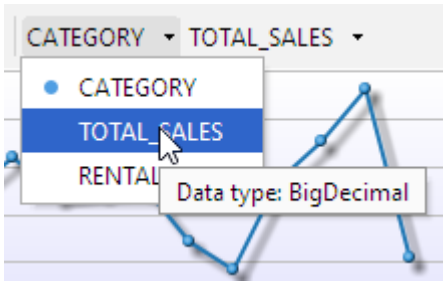 CATEGORY TOTAL_SALES
CATEGORY
TOTAL_SALES
RENTAL
Data type: BigDecimal